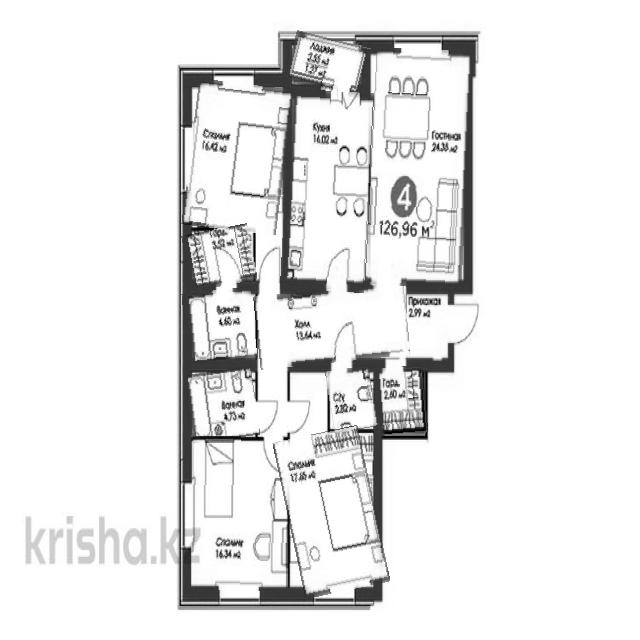 Лоджия
2.55 м²
1.27 м²
Спальня
16.42 м²
Кухня
16.02 м²
Гостиная
24.38 м²
4
126,96 м²
Гард.
3.52 м²
Ванная
4.60 м²
Холл
13.64 м²
Прихожая
2.99 м²
Ванная
4.73 м²
С/У
2.82 м²
Гард.
2.60 м²
Спальня
17.65 м²
Спальня
16.34 м²
krisha.kz